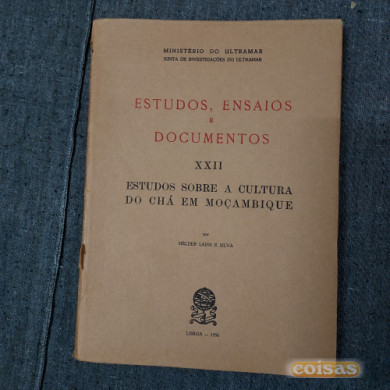 MINISTÉRIO DO ULTRAMAR
JUNTA DE INVESTIGAÇÕES DO ULTRAMAR
ESTUDOS, ENSAIOS
E
DOCUMENTOS
XXII
ESTUDOS SOBRE A CULTURA
DO CHÁ EM MOÇAMBIQUE
POR
HÉLDER LAINS E SILVA
LISBOA — 1956
coisas